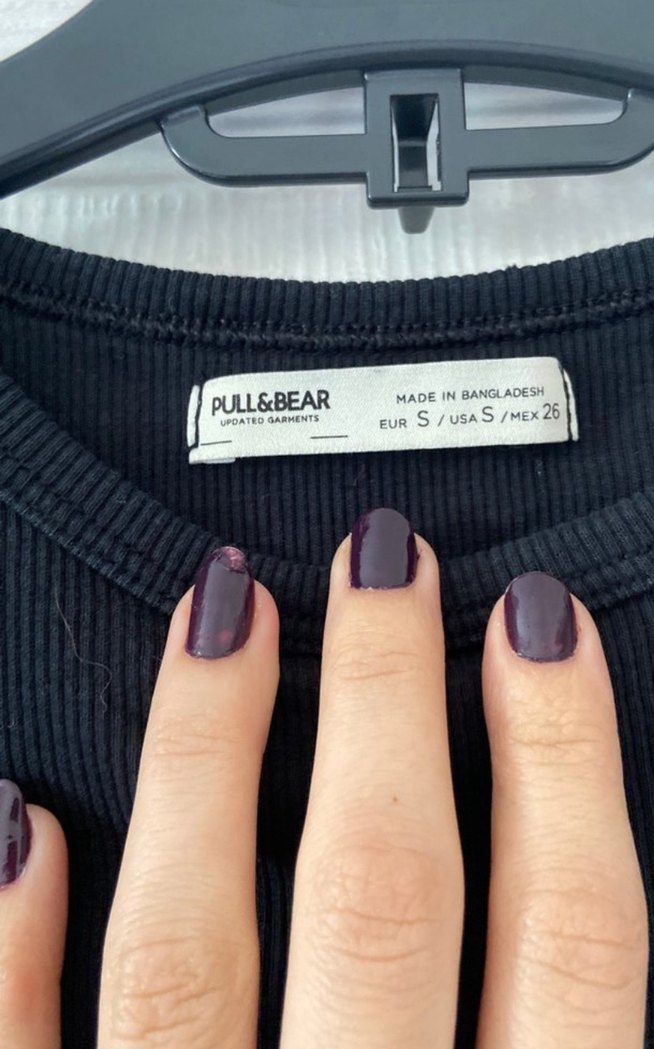 PULL&BEAR
UPDATED GARMENTS
MADE IN BANGLADESH
EUR S / USA S / MEX 26